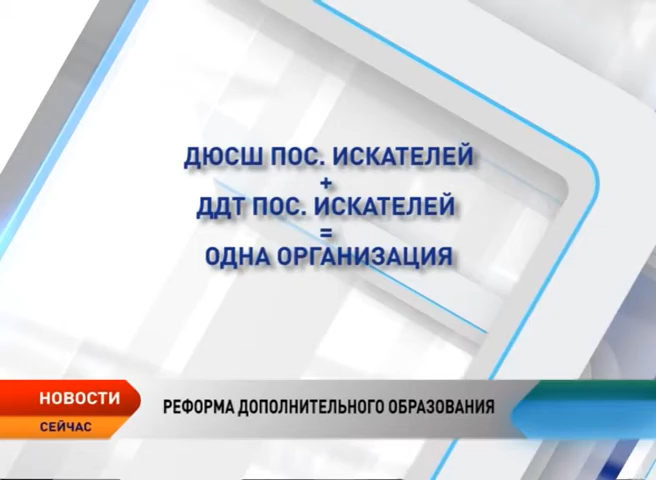 ДЮСШ ПОС. ИСКАТЕЛЕЙ
+
ДДТ ПОС. ИСКАТЕЛЕЙ
=
ОДНА ОРГАНИЗАЦИЯ
НОВОСТИ
СЕЙЧАС
РЕФОРМА ДОПОЛНИТЕЛЬНОГО ОБРАЗОВАНИЯ